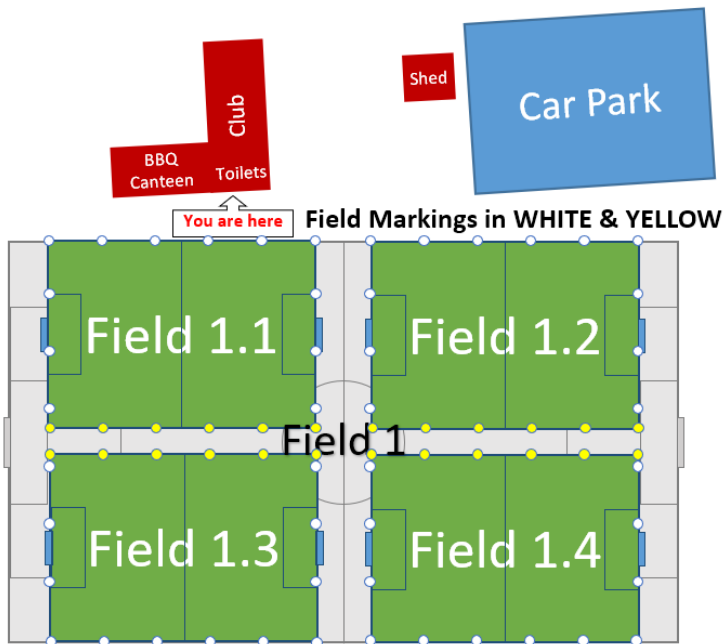 Club
BBQ
Canteen
Toilets
Shed
Car Park
You are here
Field Markings in WHITE & YELLOW
Field 1.1
Field 1.2
Field 1
Field 1.3
Field 1.4